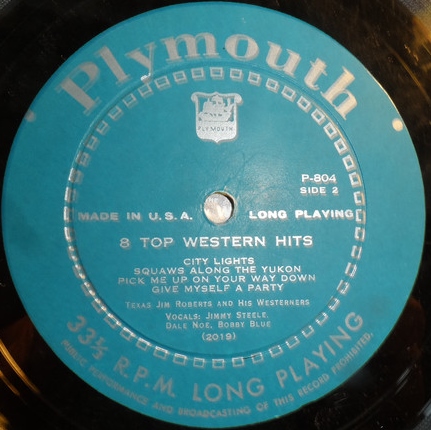 Plymouth
PLYMOUTH
P-804
SIDE 2
MADE IN U.S.A. LONG PLAYING
8 TOP WESTERN HITS
CITY LIGHTS
SQUAWS ALONG THE YUKON
PICK ME UP ON YOUR WAY DOWN
GIVE MYSELF A PARTY
TEXAS JIM ROBERTS AND HIS WESTERNERS
VOCALS: JIMMY STEELE,
DALE NOE, BOBBY BLUE
(2019)
33⅓ R.P.M. LONG PLAYING
PUBLIC PERFORMANCE AND BROADCASTING OF THIS RECORD PROHIBITED.